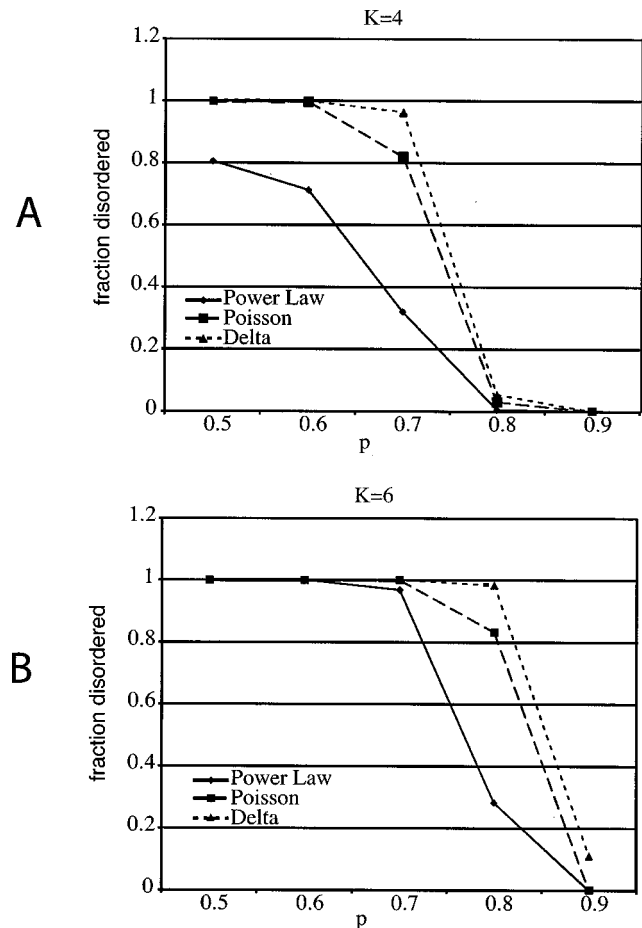 K=4
1.2
1
0.8
0.6
0.4
0.2
0
fraction disordered
Power Law
Poisson
Delta
0.5 0.6 0.7 0.8 0.9
p
A
K=6
1.2
1
0.8
0.6
0.4
0.2
0
fraction disordered
Power Law
Poisson
Delta
0.5 0.6 0.7 0.8 0.9
p
B